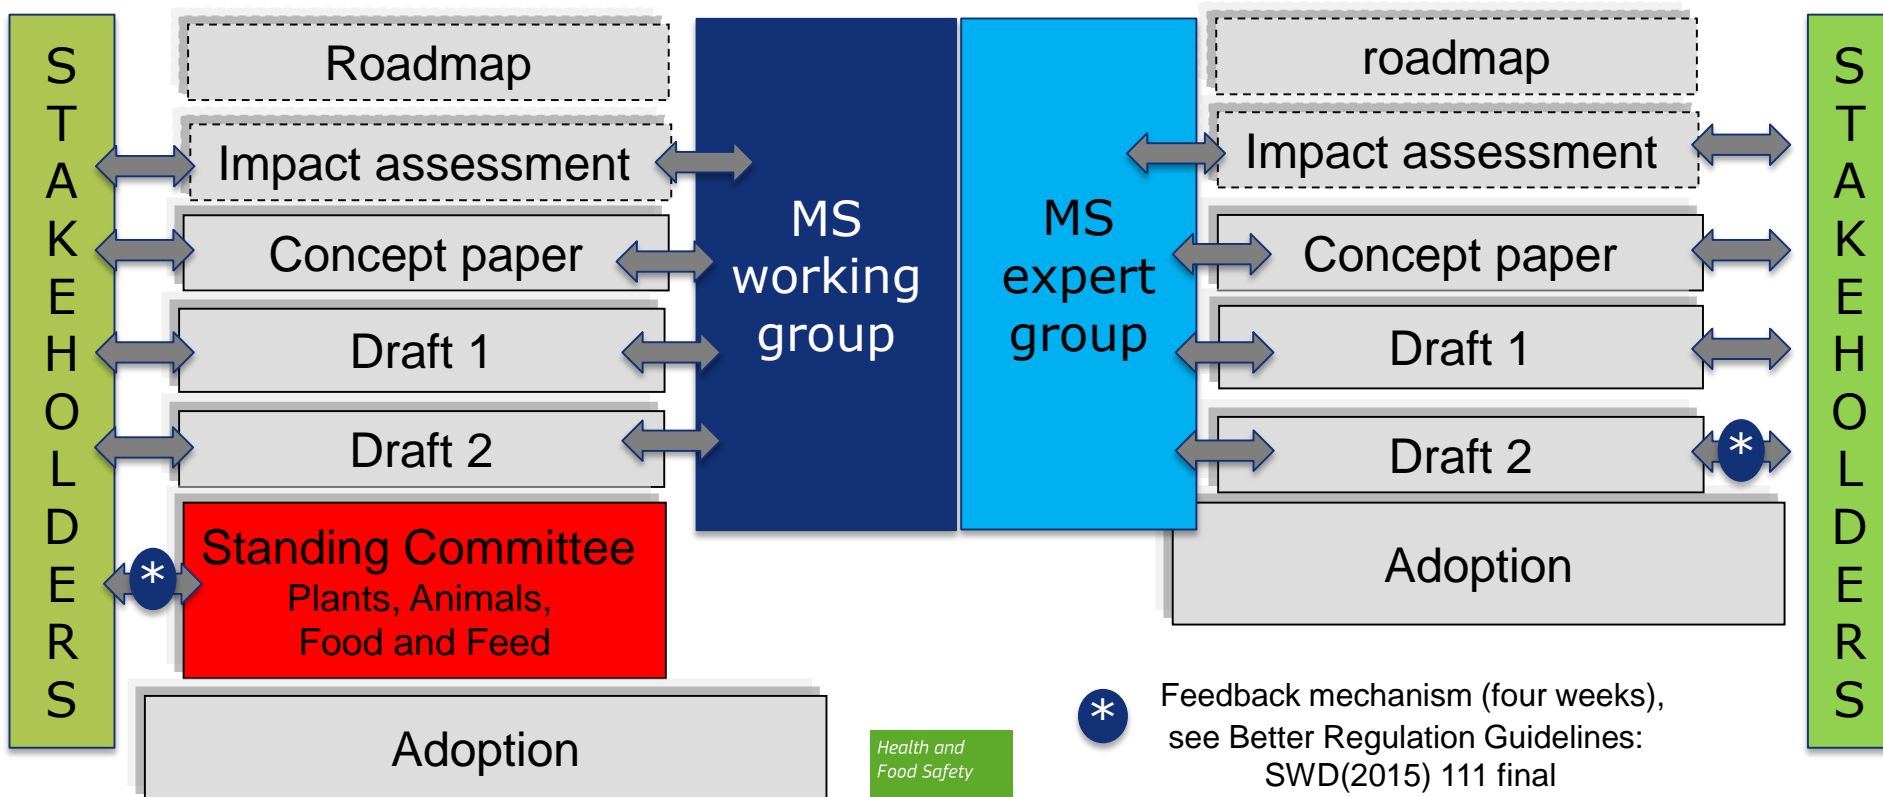 STAKEHOLDERS
Roadmap
Impact assessment
Concept paper
Draft 1
Draft 2
Standing Committee
Plants, Animals,
Food and Feed
*
Adoption
MS
working
group
MS
expert
group
roadmap
Impact assessment
Concept paper
Draft 1
Draft 2
*
Adoption
STAKEHOLDERS
Health and
Food Safety
*
Feedback mechanism (four weeks),
see Better Regulation Guidelines:
SWD(2015) 111 final